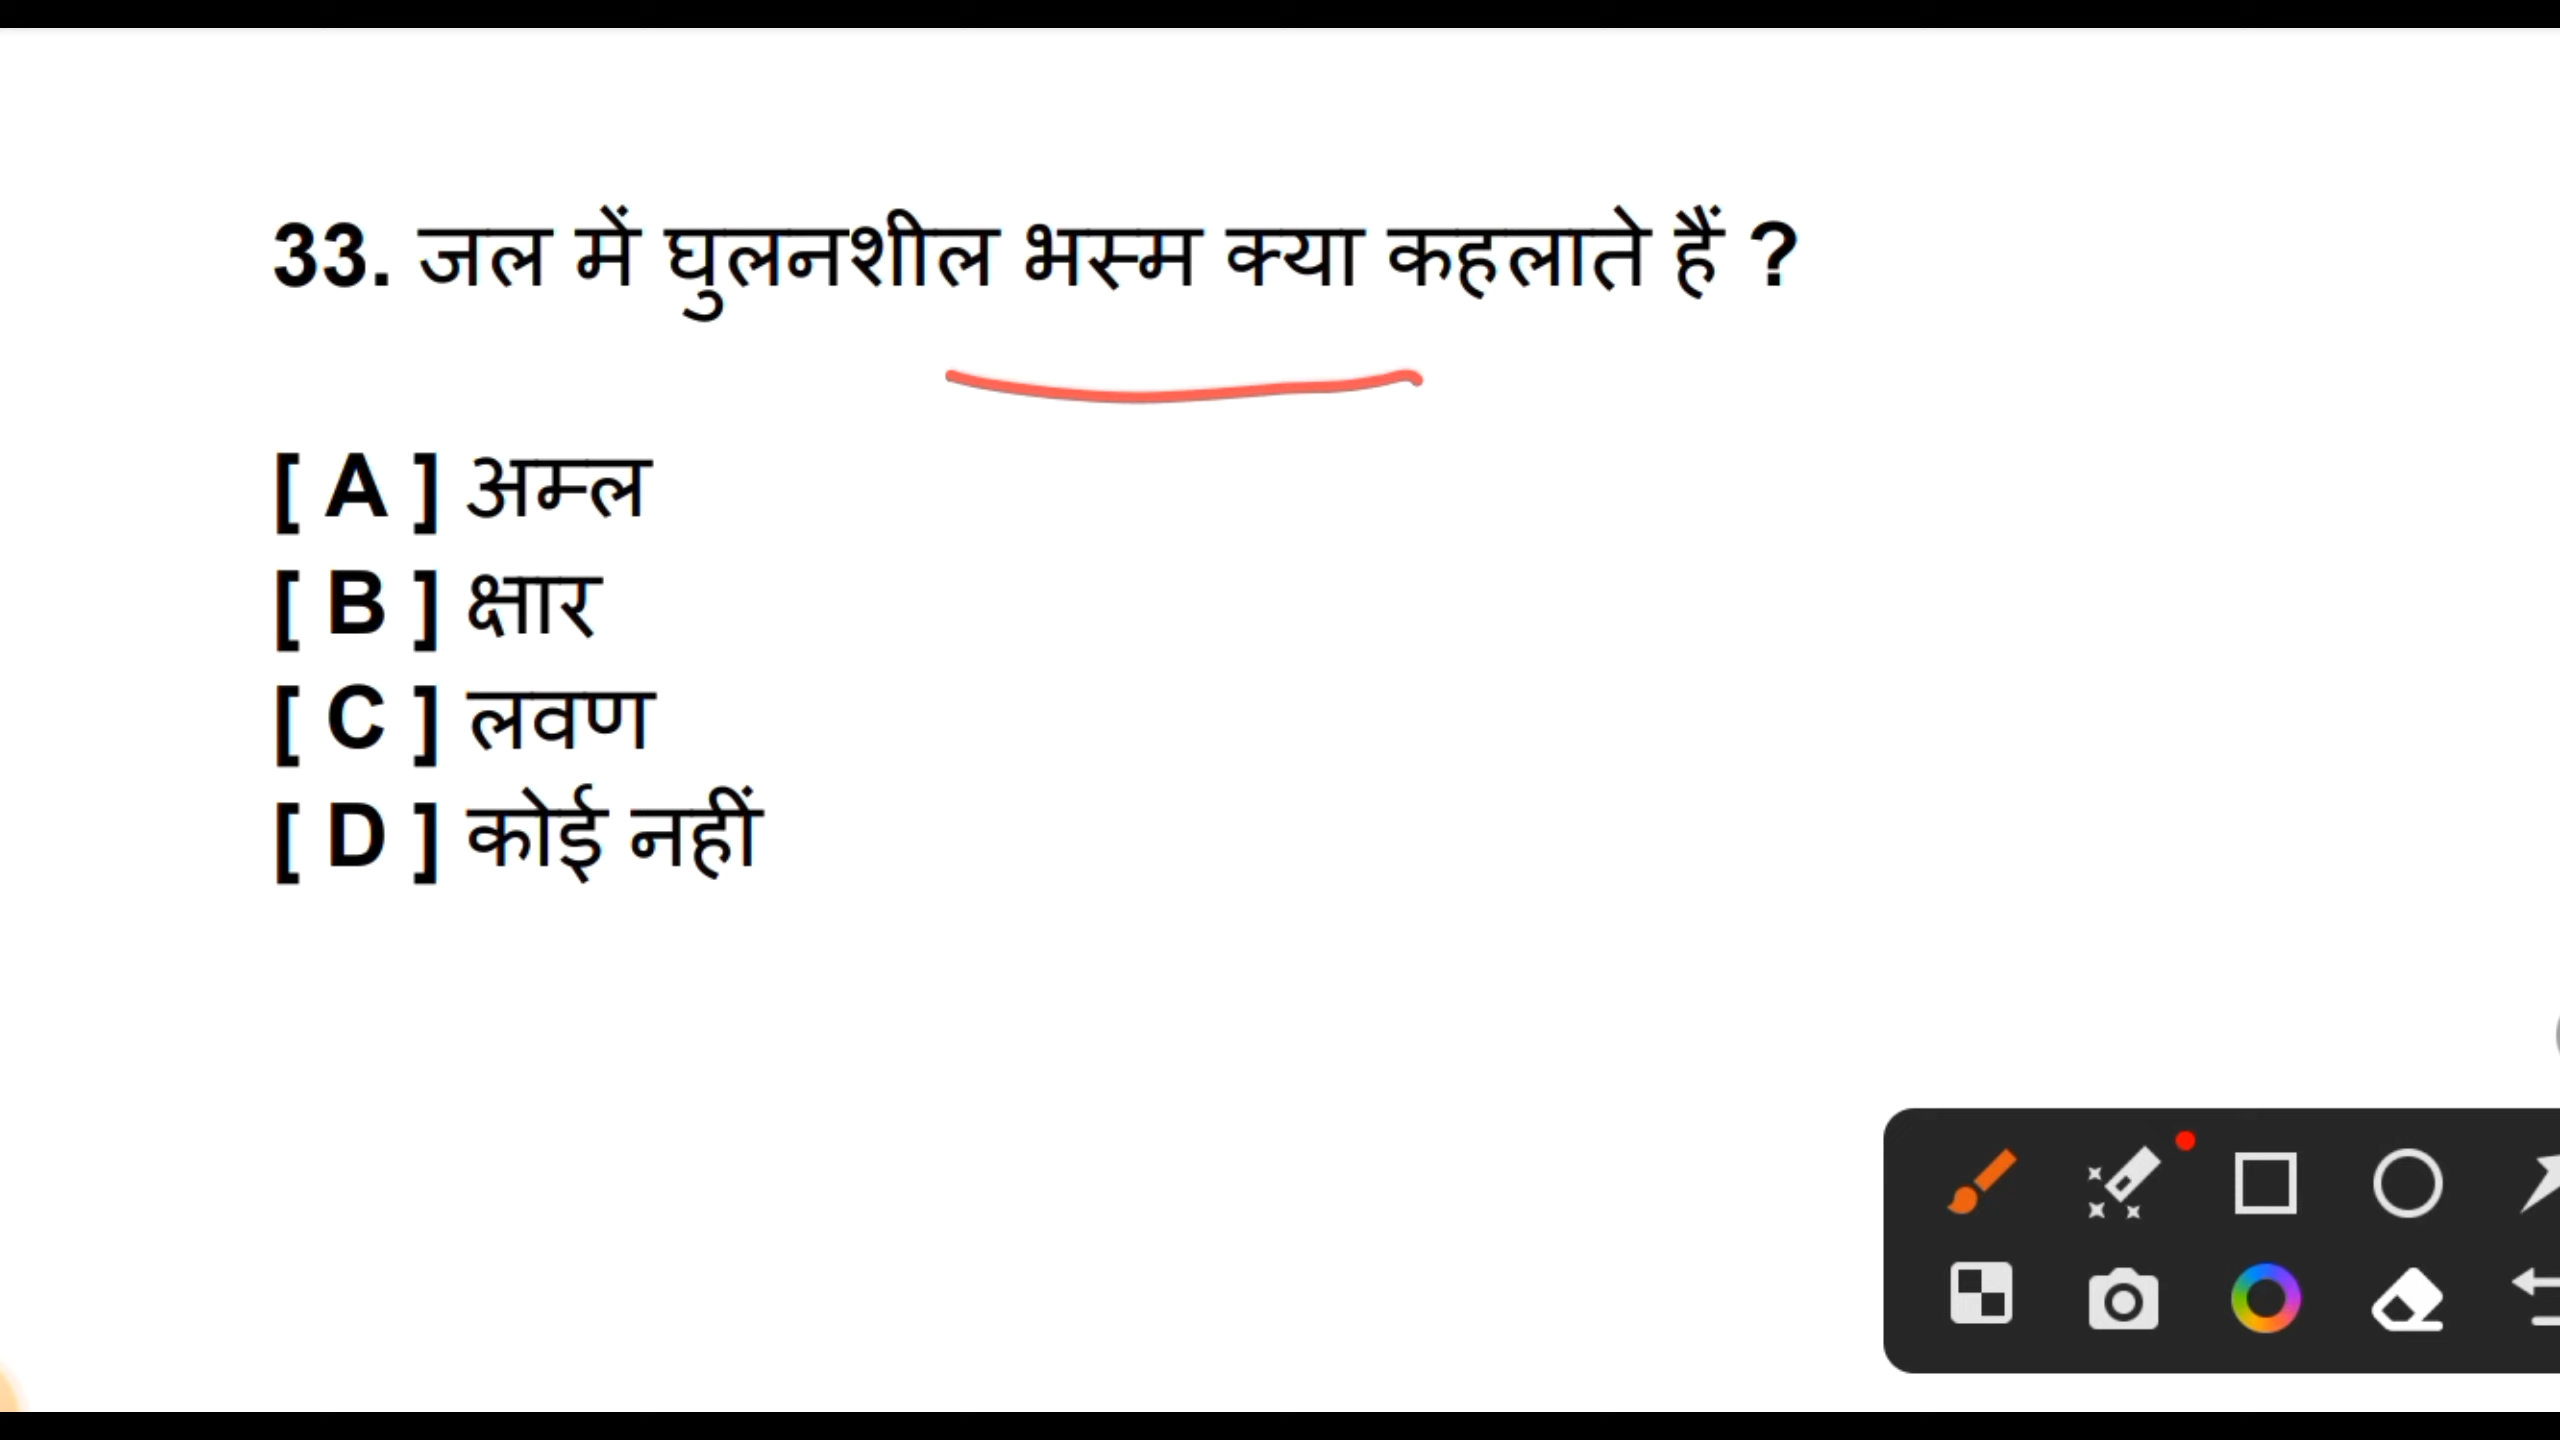 33. जल में घुलनशील भस्म क्या कहलाते हैं ?
[ A ] अम्ल
[ B ] क्षार
[ C ] लवण
[ D ] कोई नहीं